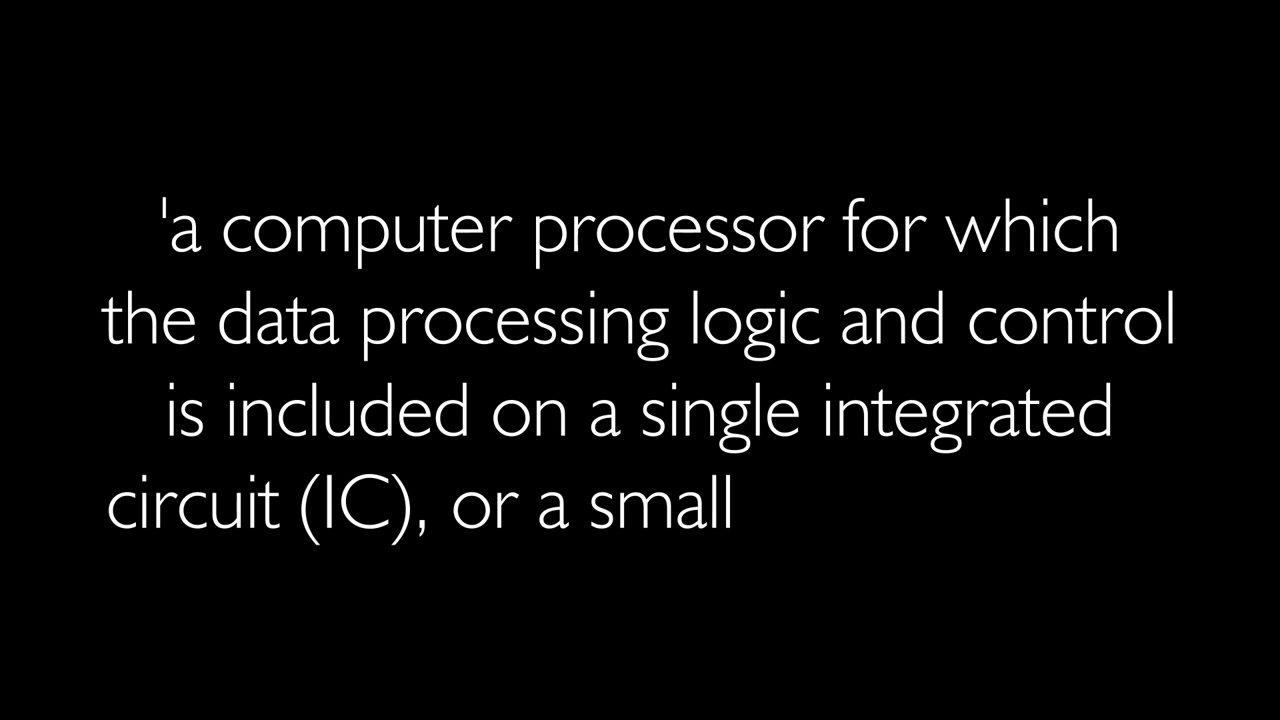 'a computer processor for which
the data processing logic and control
is included on a single integrated
circuit (IC), or a small